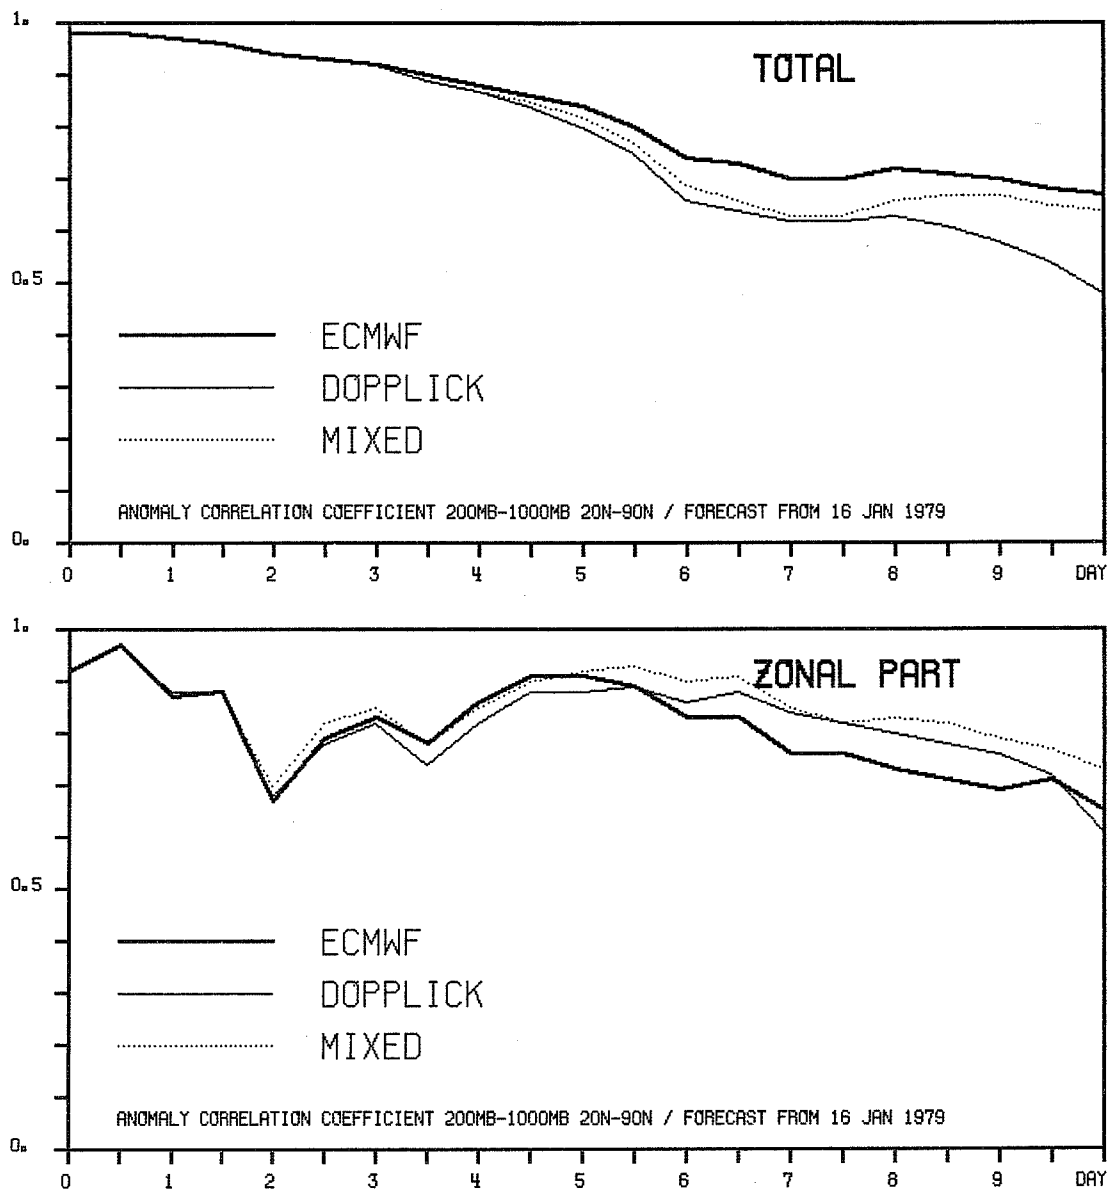 1.
TOTAL
0.5
ECMWF
DOPPLICK
MIXED
ANOMALY CORRELATION COEFFICIENT 200MB-1000MB 20N-90N / FORECAST FROM 16 JAN 1979
0.
0 1 2 3 4 5 6 7 8 9 DAY
1.
ZONAL PART
0.5
ECMWF
DOPPLICK
MIXED
ANOMALY CORRELATION COEFFICIENT 200MB-1000MB 20N-90N / FORECAST FROM 16 JAN 1979
0.
0 1 2 3 4 5 6 7 8 9 DAY